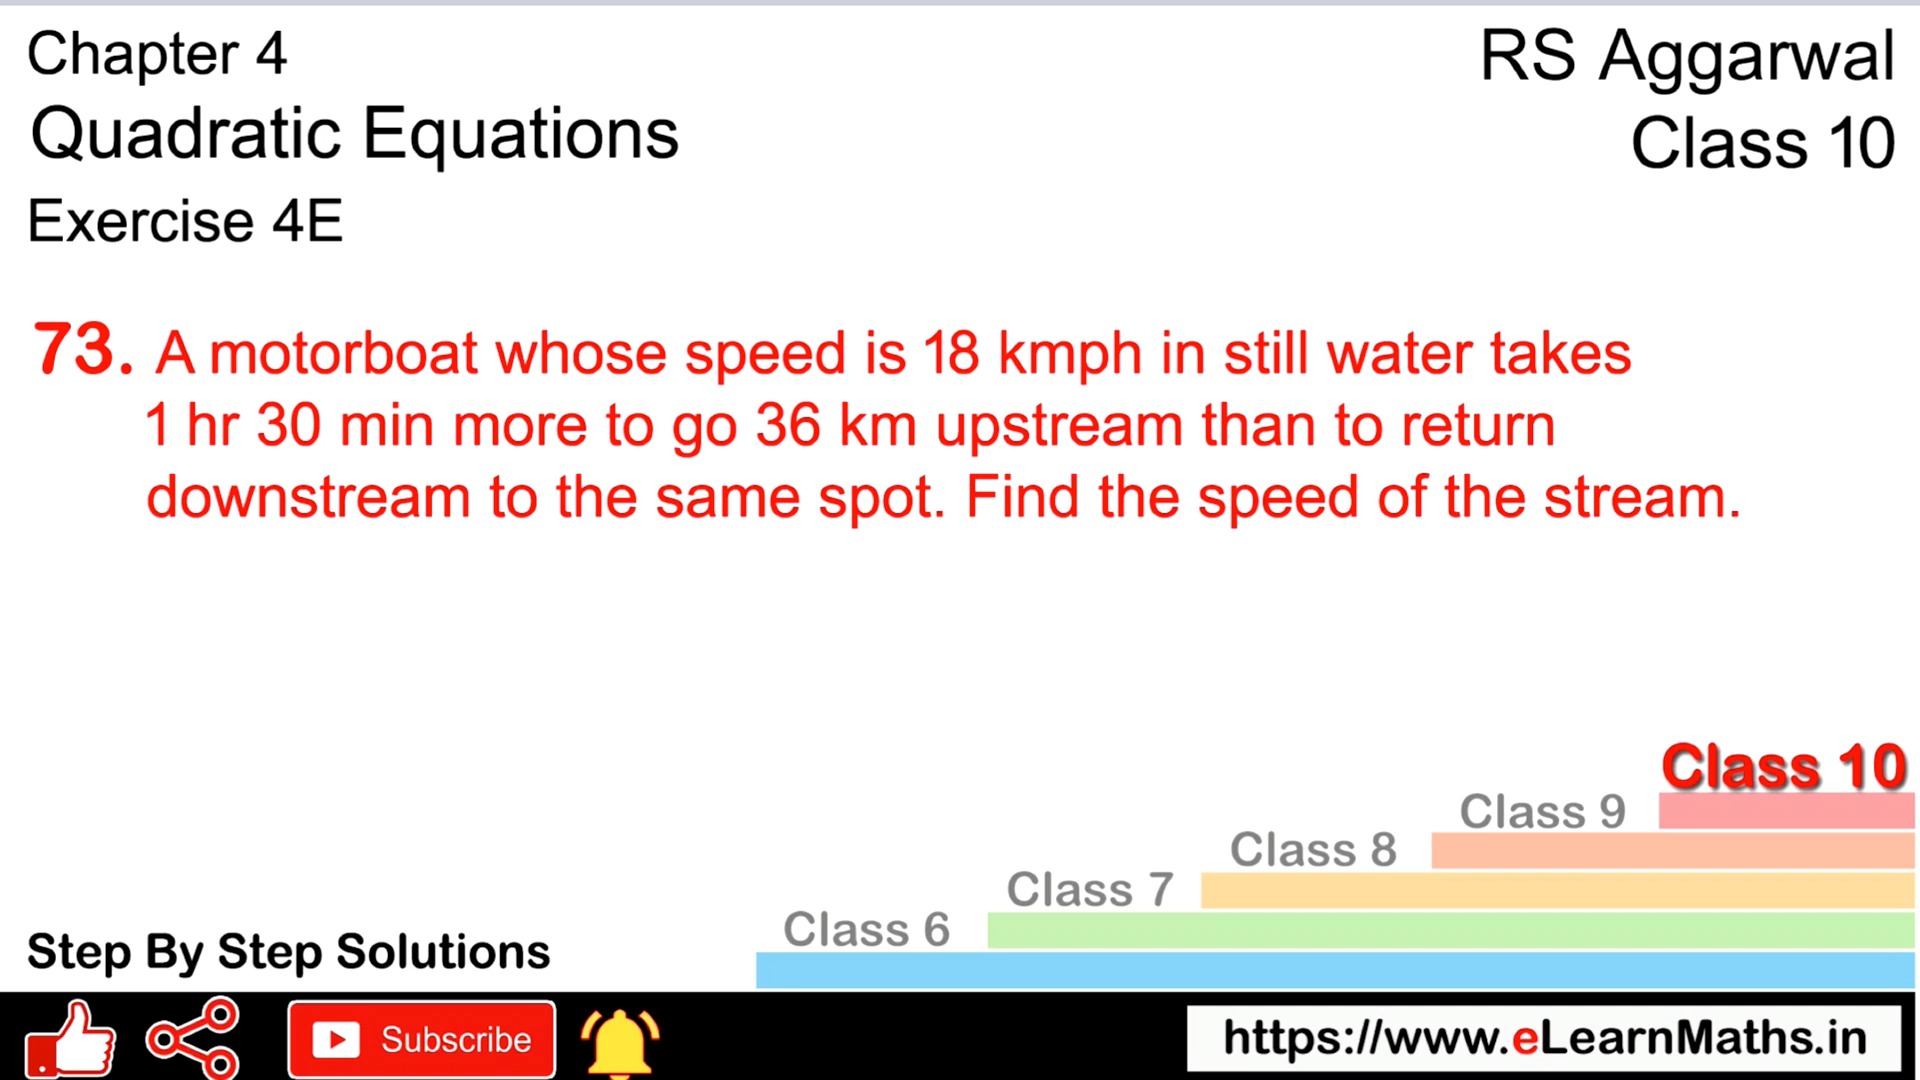 Chapter 4
RS Aggarwal
Quadratic Equations
Class 10
Exercise 4E
73. A motorboat whose speed is 18 kmph in still water takes
1 hr 30 min more to go 36 km upstream than to return
downstream to the same spot. Find the speed of the stream.
Class 10
Class 9
Class 8
Class 7
Class 6
Step By Step Solutions
Subscribe
https://www.eLearnMaths.in